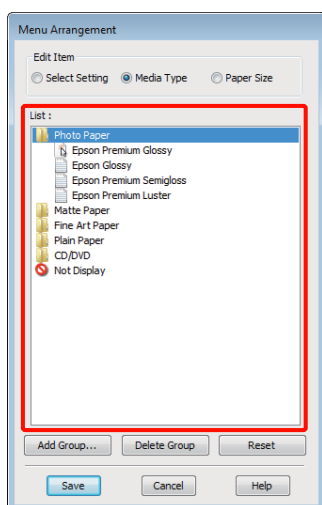 Menu Arrangement
Edit Item
Select Setting Media Type Paper Size
List :
Photo Paper
Epson Premium Glossy
Epson Glossy
Epson Premium Semigloss
Epson Premium Luster
Matte Paper
Fine Art Paper
Plain Paper
CD/DVD
Not Display
Add Group... Delete Group Reset
Save Cancel Help